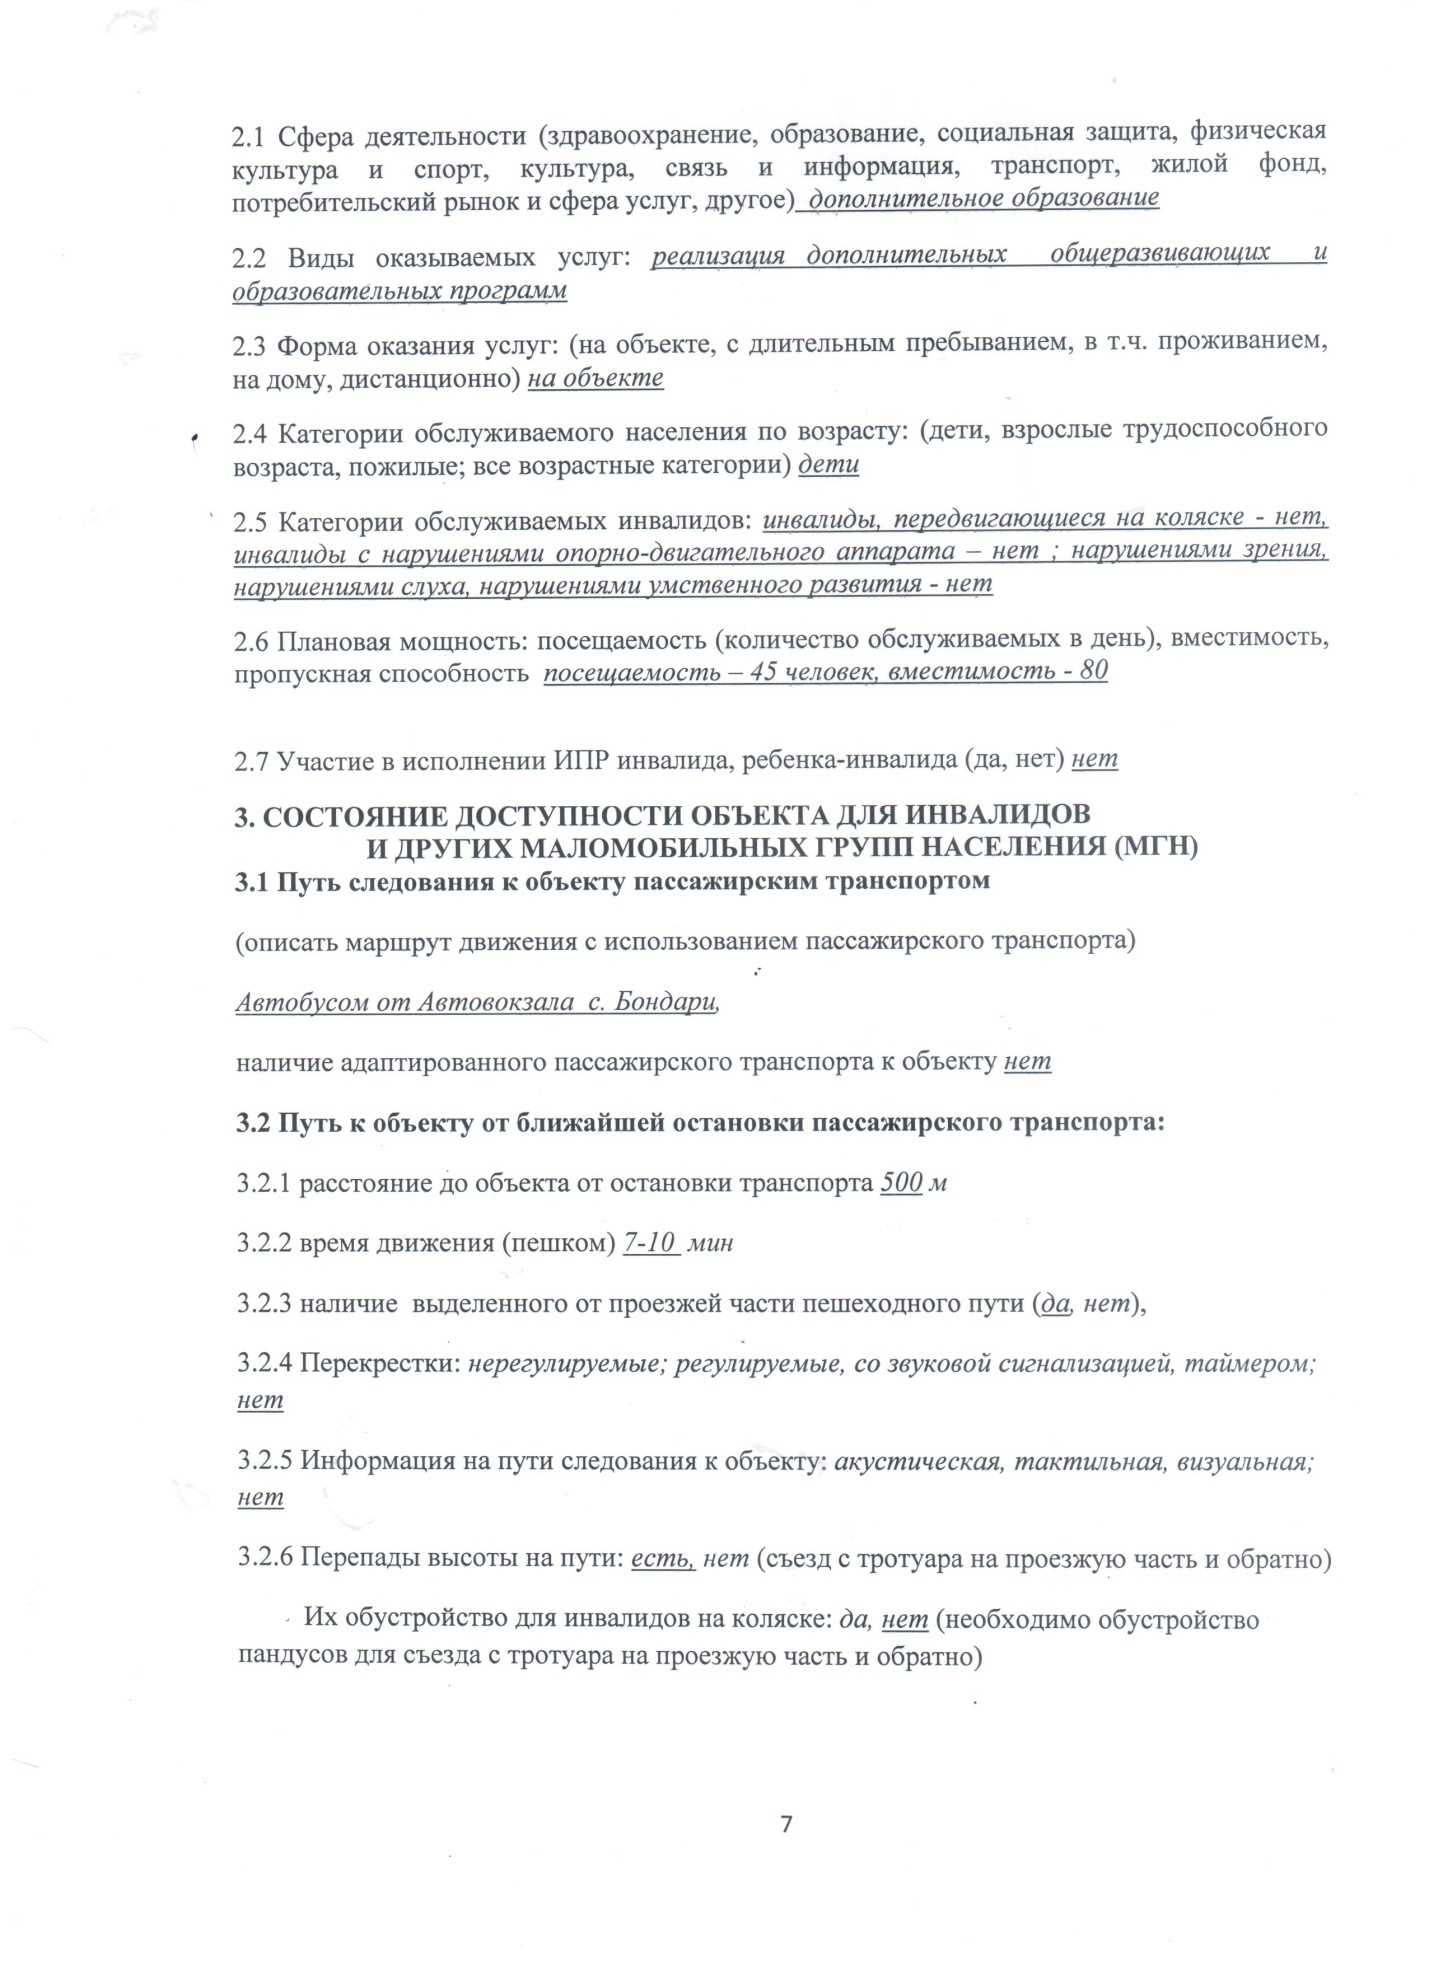 2.1 Сфера деятельности (здравоохранение, образование, социальная защита, физическая
культура и спорт, культура, связь и информация, транспорт, жилой фонд,
потребительский рынок и сфера услуг, другое) дополнительное образование
2.2 Виды оказываемых услуг: реализация дополнительных общеразвивающих и
образовательных программ
2.3 Форма оказания услуг: (на объекте, с длительным пребыванием, в т.ч. проживанием,
на дому, дистанционно) на объекте
2.4 Категории обслуживаемого населения по возрасту: (дети, взрослые трудоспособного
возраста, пожилые; все возрастные категории) дети
2.5 Категории обслуживаемых инвалидов: инвалиды, передвигающиеся на коляске - нет,
инвалиды с нарушениями опорно-двигательного аппарата – нет ; нарушениями зрения,
нарушениями слуха, нарушениями умственного развития - нет
2.6 Плановая мощность: посещаемость (количество обслуживаемых в день), вместимость,
пропускная способность посещаемость – 45 человек, вместимость - 80
2.7 Участие в исполнении ИПР инвалида, ребенка-инвалида (да, нет) нет
3. СОСТОЯНИЕ ДОСТУПНОСТИ ОБЪЕКТА ДЛЯ ИНВАЛИДОВ
И ДРУГИХ МАЛОМОБИЛЬНЫХ ГРУПП НАСЕЛЕНИЯ (МГН)
3.1 Путь следования к объекту пассажирским транспортом
(описать маршрут движения с использованием пассажирского транспорта)
Автобусом от Автовокзала с. Бондари,
наличие адаптированного пассажирского транспорта к объекту нет
3.2 Путь к объекту от ближайшей остановки пассажирского транспорта:
3.2.1 расстояние до объекта от остановки транспорта 500 м
3.2.2 время движения (пешком) 7-10 мин
3.2.3 наличие выделенного от проезжей части пешеходного пути (да, нет),
3.2.4 Перекрестки: нерегулируемые; регулируемые, со звуковой сигнализацией, таймером;
нет
3.2.5 Информация на пути следования к объекту: акустическая, тактильная, визуальная;
нет
3.2.6 Перепады высоты на пути: есть, нет (съезд с тротуара на проезжую часть и обратно)
Их обустройство для инвалидов на коляске: да, нет (необходимо обустройство
пандусов для съезда с тротуара на проезжую часть и обратно)
7